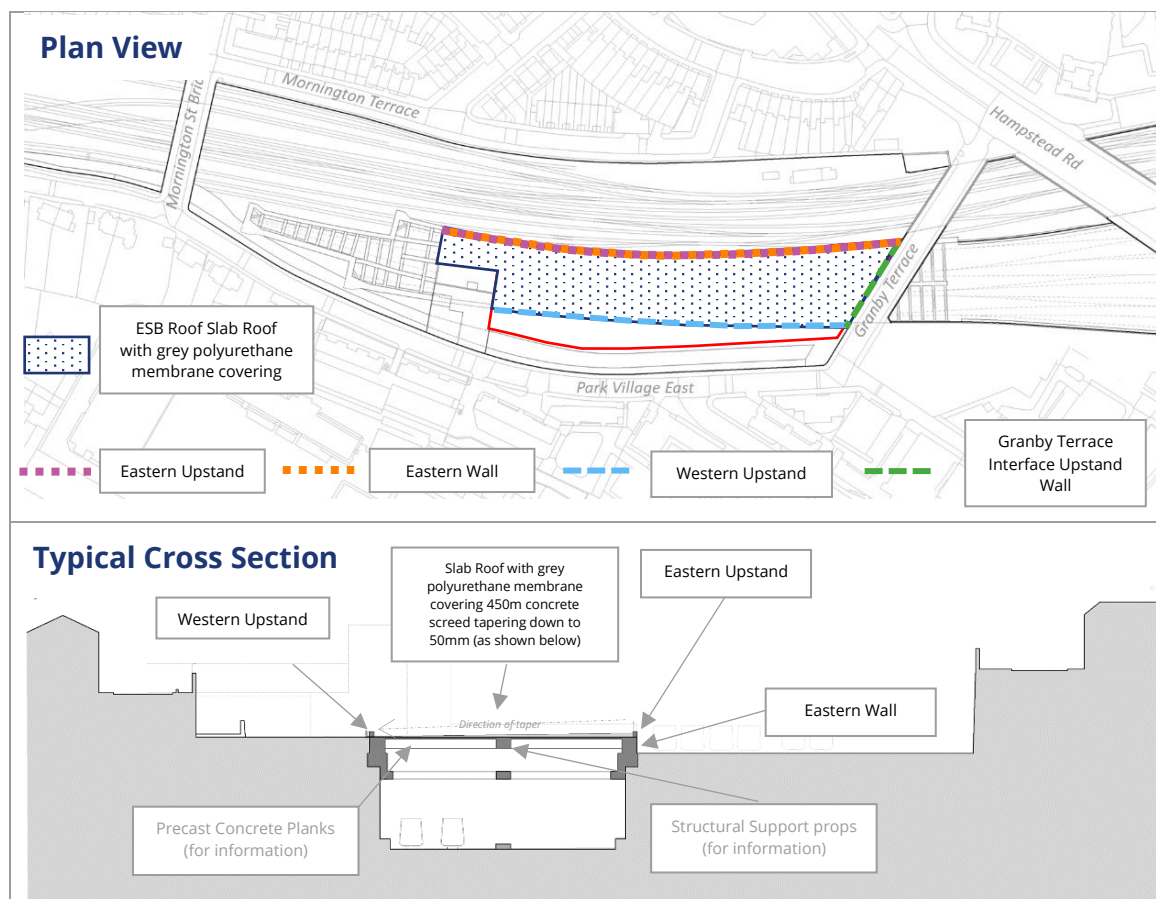 Plan View
Mornington Terrace
Mornington St Brid
Hampstead Rd
Granby Terrace
Park Village East
ESB Roof Slab Roof
with grey polyurethane
membrane covering
Eastern Upstand
Eastern Wall
Western Upstand
Granby Terrace
Interface Upstand
Wall
Typical Cross Section
Western Upstand
Slab Roof with grey
polyurethane membrane
covering 450m concrete
screed tapering down to
50mm (as shown below)
Eastern Upstand
Eastern Wall
Direction of taper
Precast Concrete Planks
(for information)
Structural Support props
(for information)